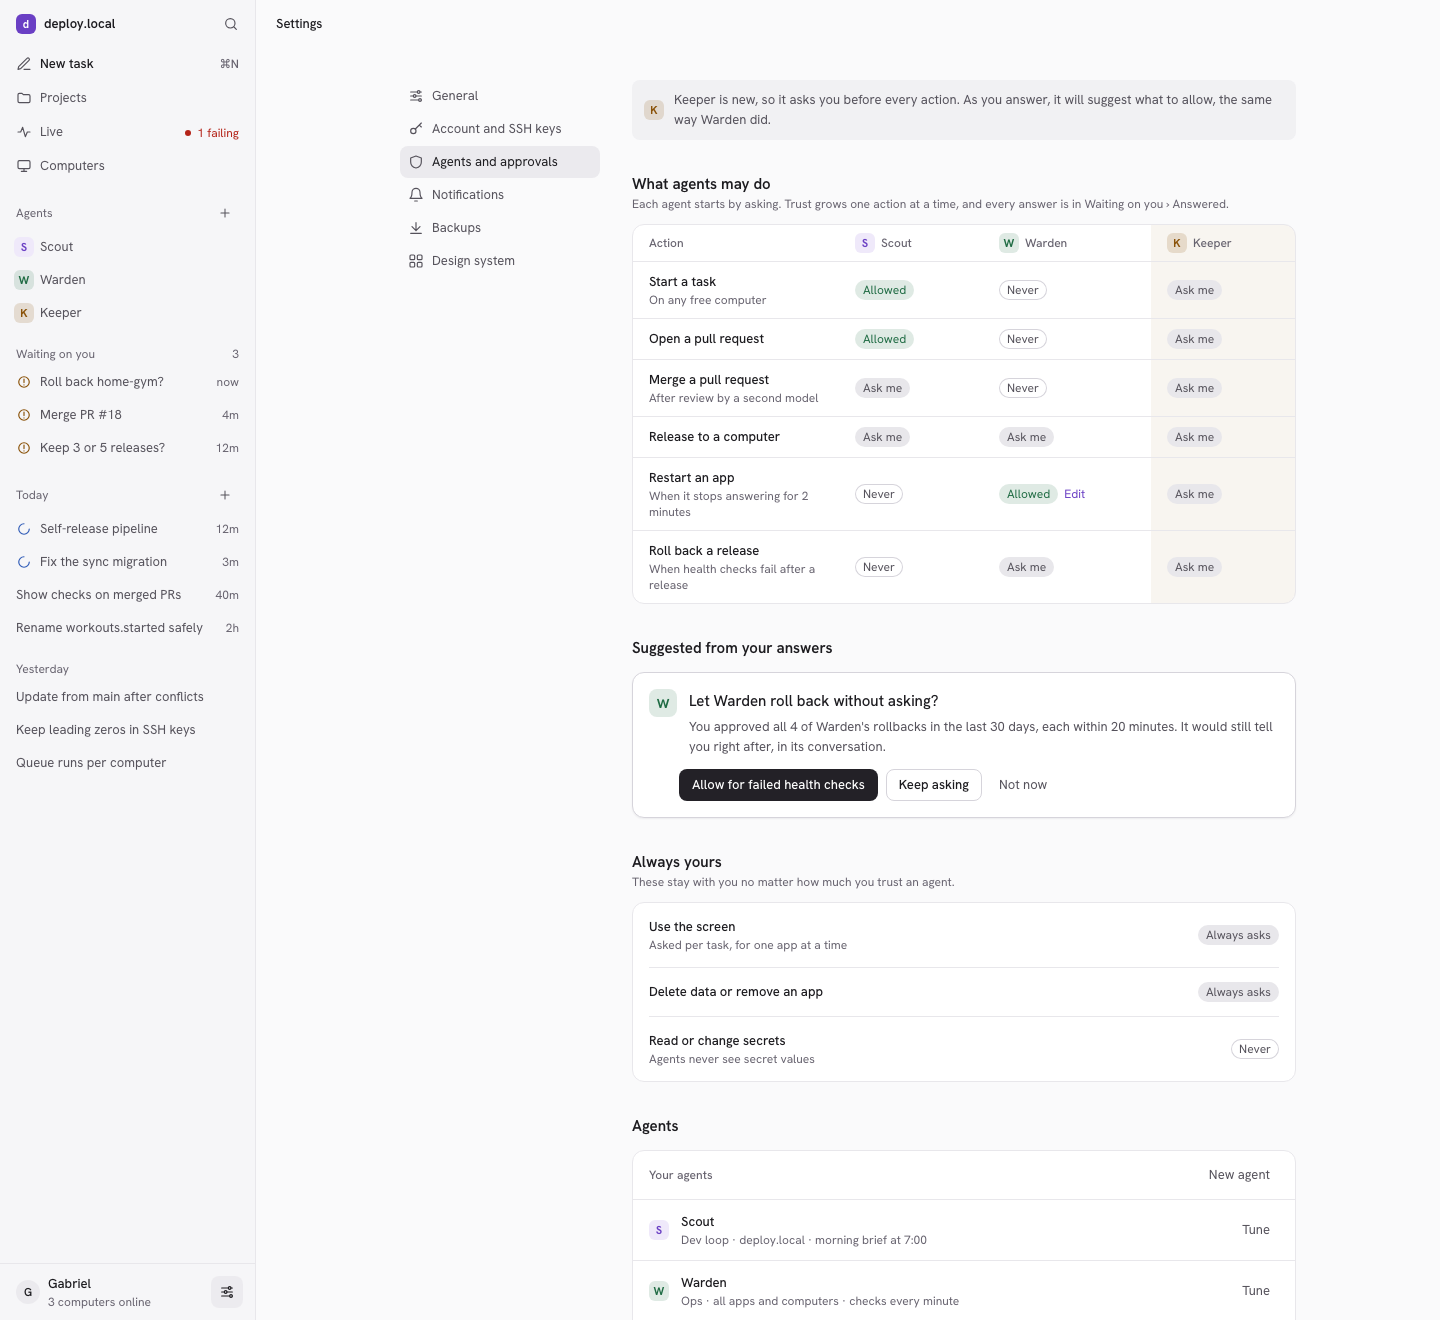 d deploy.local
New task ⌘N
Projects
Live 1 failing
Computers
Agents
S Scout
W Warden
K Keeper
Waiting on you 3
Roll back home-gym? now
Merge PR #18 4m
Keep 3 or 5 releases? 12m
Today
Self-release pipeline 12m
Fix the sync migration 3m
Show checks on merged PRs 40m
Rename workouts.started safely 2h
Yesterday
Update from main after conflicts
Keep leading zeros in SSH keys
Queue runs per computer
G Gabriel
3 computers online
Settings
General
Account and SSH keys
Agents and approvals
Notifications
Backups
Design system
K Keeper is new, so it asks you before every action. As you answer, it will suggest what to allow, the same
way Warden did.
What agents may do
Each agent starts by asking. Trust grows one action at a time, and every answer is in Waiting on you › Answered.
Action S Scout W Warden K Keeper
Start a task
On any free computer
Allowed Never Ask me
Open a pull request Allowed Never Ask me
Merge a pull request
After review by a second model
Ask me Never Ask me
Release to a computer Ask me Ask me Ask me
Restart an app
When it stops answering for 2
minutes
Never Allowed Edit Ask me
Roll back a release
When health checks fail after a
release
Never Ask me Ask me
Suggested from your answers
W Let Warden roll back without asking?
You approved all 4 of Warden's rollbacks in the last 30 days, each within 20 minutes. It would still tell
you right after, in its conversation.
Allow for failed health checks Keep asking Not now
Always yours
These stay with you no matter how much you trust an agent.
Use the screen
Asked per task, for one app at a time
Always asks
Delete data or remove an app Always asks
Read or change secrets
Agents never see secret values
Never
Agents
Your agents New agent
S Scout
Dev loop · deploy.local · morning brief at 7:00
Tune
W Warden
Ops · all apps and computers · checks every minute
Tune